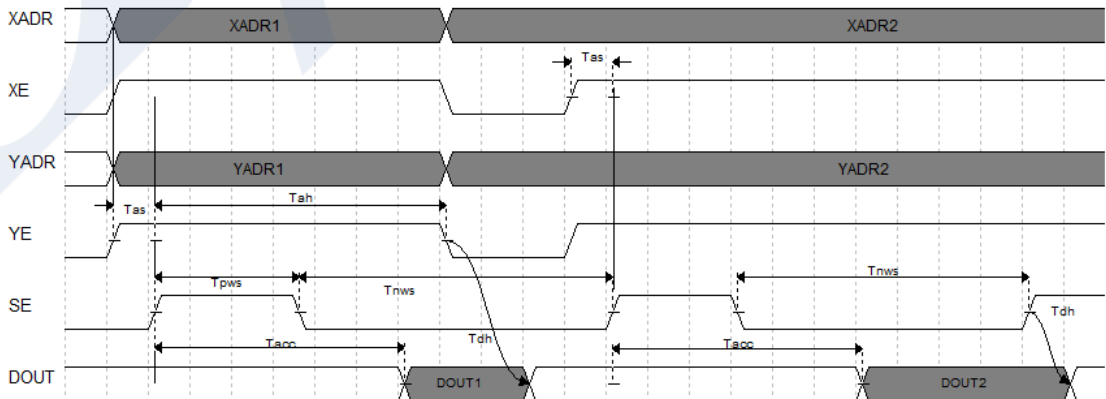 XADR XADR1 XADR2
Tas
XE
YADR YADR1 YADR2
Tas Tah
YE
Tpws Tnws Tnws
SE
Tdh Tdh
Tacc Tacc
DOUT DOUT1 DOUT2